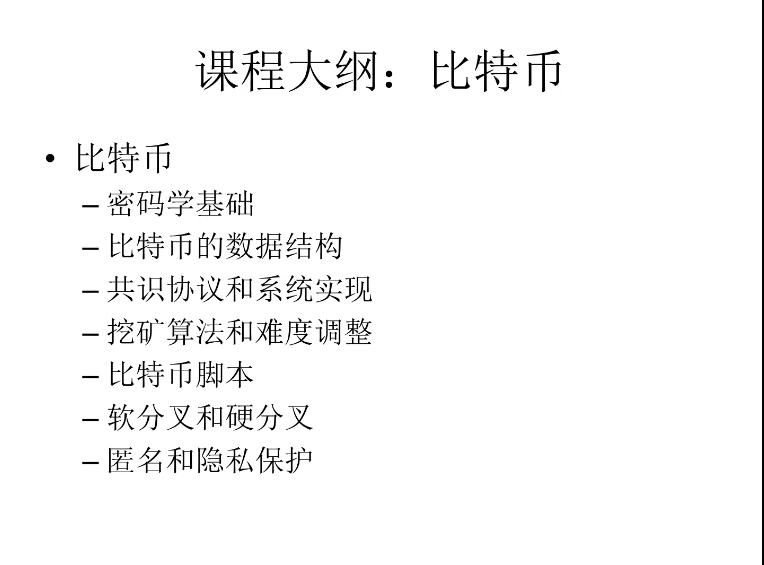 课程大纲：比特币
• 比特币
– 密码学基础
– 比特币的数据结构
– 共识协议和系统实现
– 挖矿算法和难度调整
– 比特币脚本
– 软分叉和硬分叉
– 匿名和隐私保护